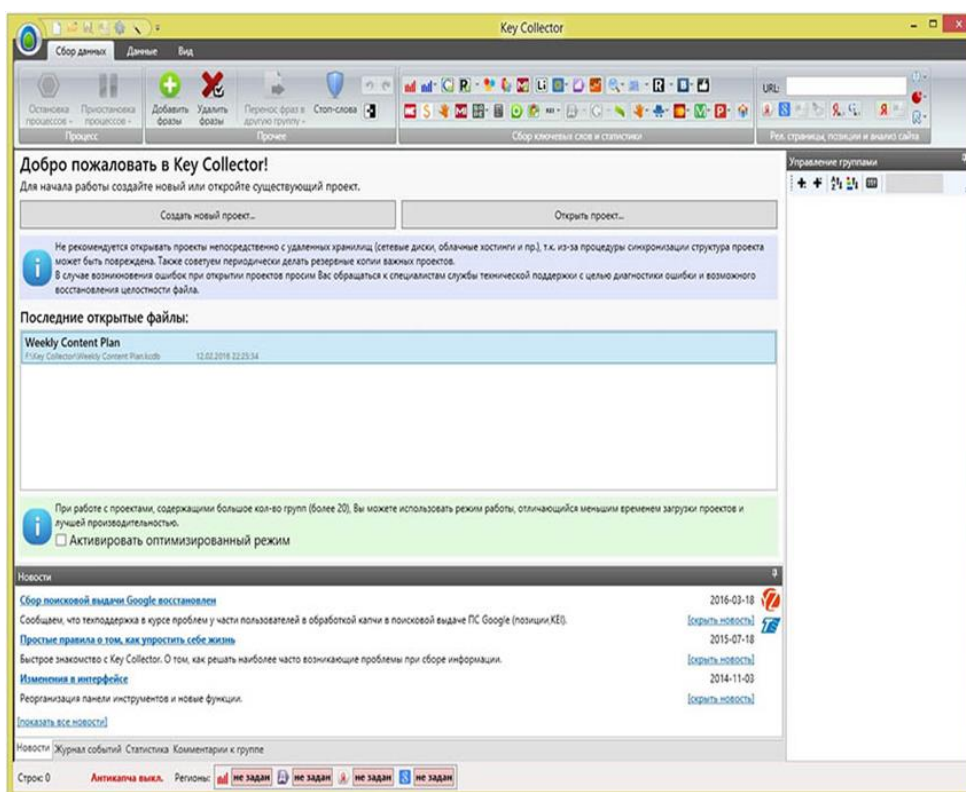 Key Collector
Сбор данных Данные Вид
Остановка процессов
Приостановка процессов
Добавить фразы
Удалить фразы
Перенос фраз в другую группу
Стоп-слова
URL:
Процесс
Прочее
Сбор ключевых слов и статистики
Рел. страницы, позиции и анализ сайта
Добро пожаловать в Key Collector!
Для начала работы создайте новый или откройте существующий проект.
Создать новый проект...
Открыть проект...
Не рекомендуется открывать проекты непосредственно с удаленных хранилищ (сетевые диски, облачные хостинги и пр.), т.к. из-за процедуры синхронизации структура проекта
может быть повреждена. Также советуем периодически делать резервные копии важных проектов.
В случае возникновения ошибок при открытии проектов просим Вас обращаться к специалистам службы технической поддержки с целью диагностики ошибки и возможного
восстановления целостности файла.
Последние открытые файлы:
Weekly Content Plan
F:\Key Collector\Weekly Content Plan.kcdb 12.02.2016 22:25:34
При работе с проектами, содержащими большое кол-во групп (более 20), Вы можете использовать режим работы, отличающийся меньшим временем загрузки проектов и
лучшей производительностью.
Активировать оптимизированный режим
Управление группами
Новости
Сбор поисковой выдачи Google восстановлен 2016-03-18
Сообщаем, что техподдержка в курсе проблем у части пользователей в обработкой капчи в поисковой выдаче ПС Google (позиции,KEI). [скрыть новость]
Простые правила о том, как упростить себе жизнь 2015-07-18
Быстрое знакомство с Key Collector. О том, как решать наиболее часто возникающие проблемы при сборе информации. [скрыть новость]
Изменения в интерфейсе 2014-11-03
Реорганизация панели инструментов и новые функции. [скрыть новость]
[показать все новости]
Новости Журнал событий Статистика Комментарии к группе
Строк: 0 Антикапча выкл. Регионы: не задан не задан не задан не задан